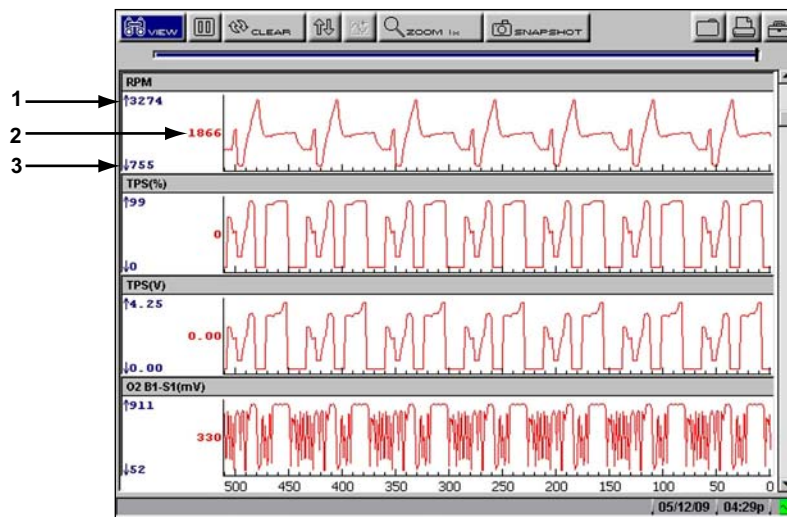 VIEW CLEAR ZOOM 1x SNAPSHOT
RPM
1 ↑3274
2 1866
3 ↓755
TPS(%)
↑99
0
↓0
TPS(V)
↑4.25
0.00
↓0.00
O2 B1-S1(mV)
↑911
330
↓52
500 450 400 350 300 250 200 150 100 50 0
05/12/09 04:29p